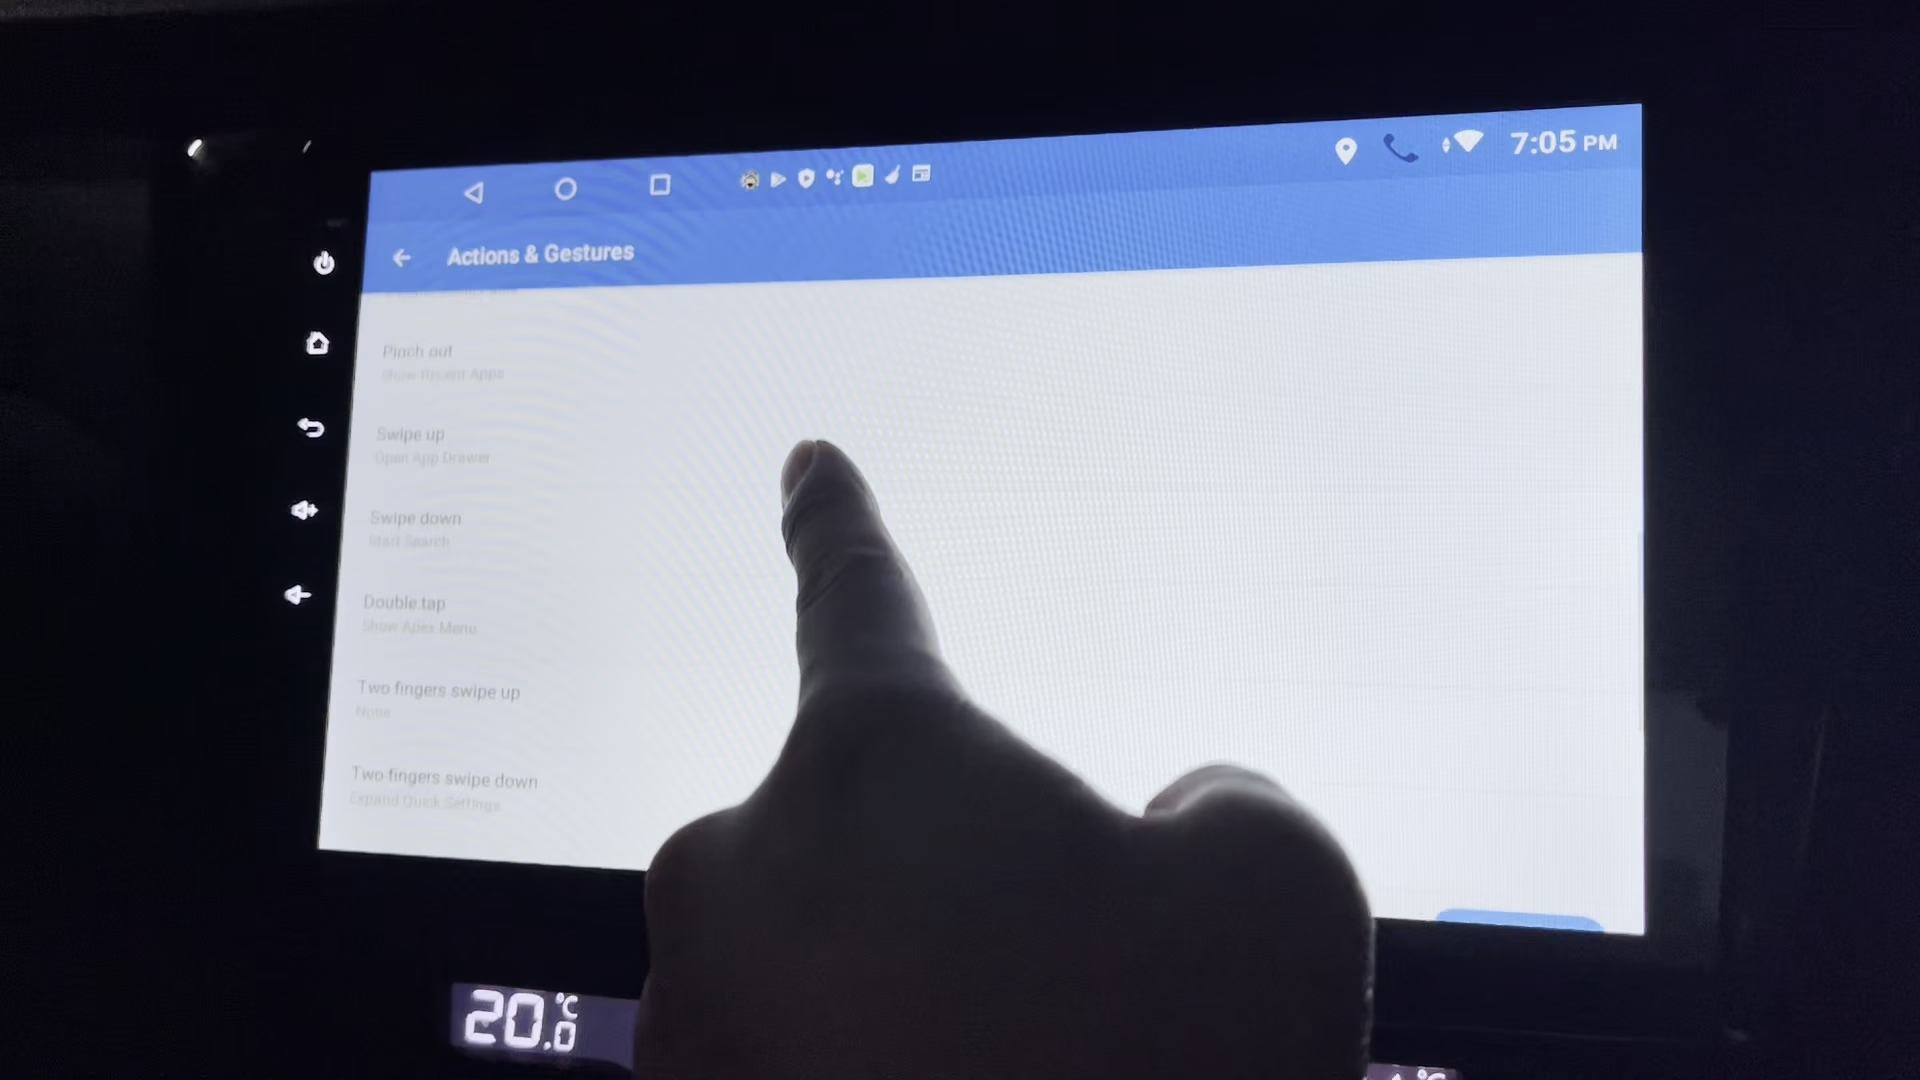 7:05 PM
Actions & Gestures
Pinch out
Show Recent Apps
Swipe up
Open App Drawer
Swipe down
Start Search
Double tap
Show Apex Menu
Two fingers swipe up
None
Two fingers swipe down
Expand Quick Settings
20.0 °C
°C